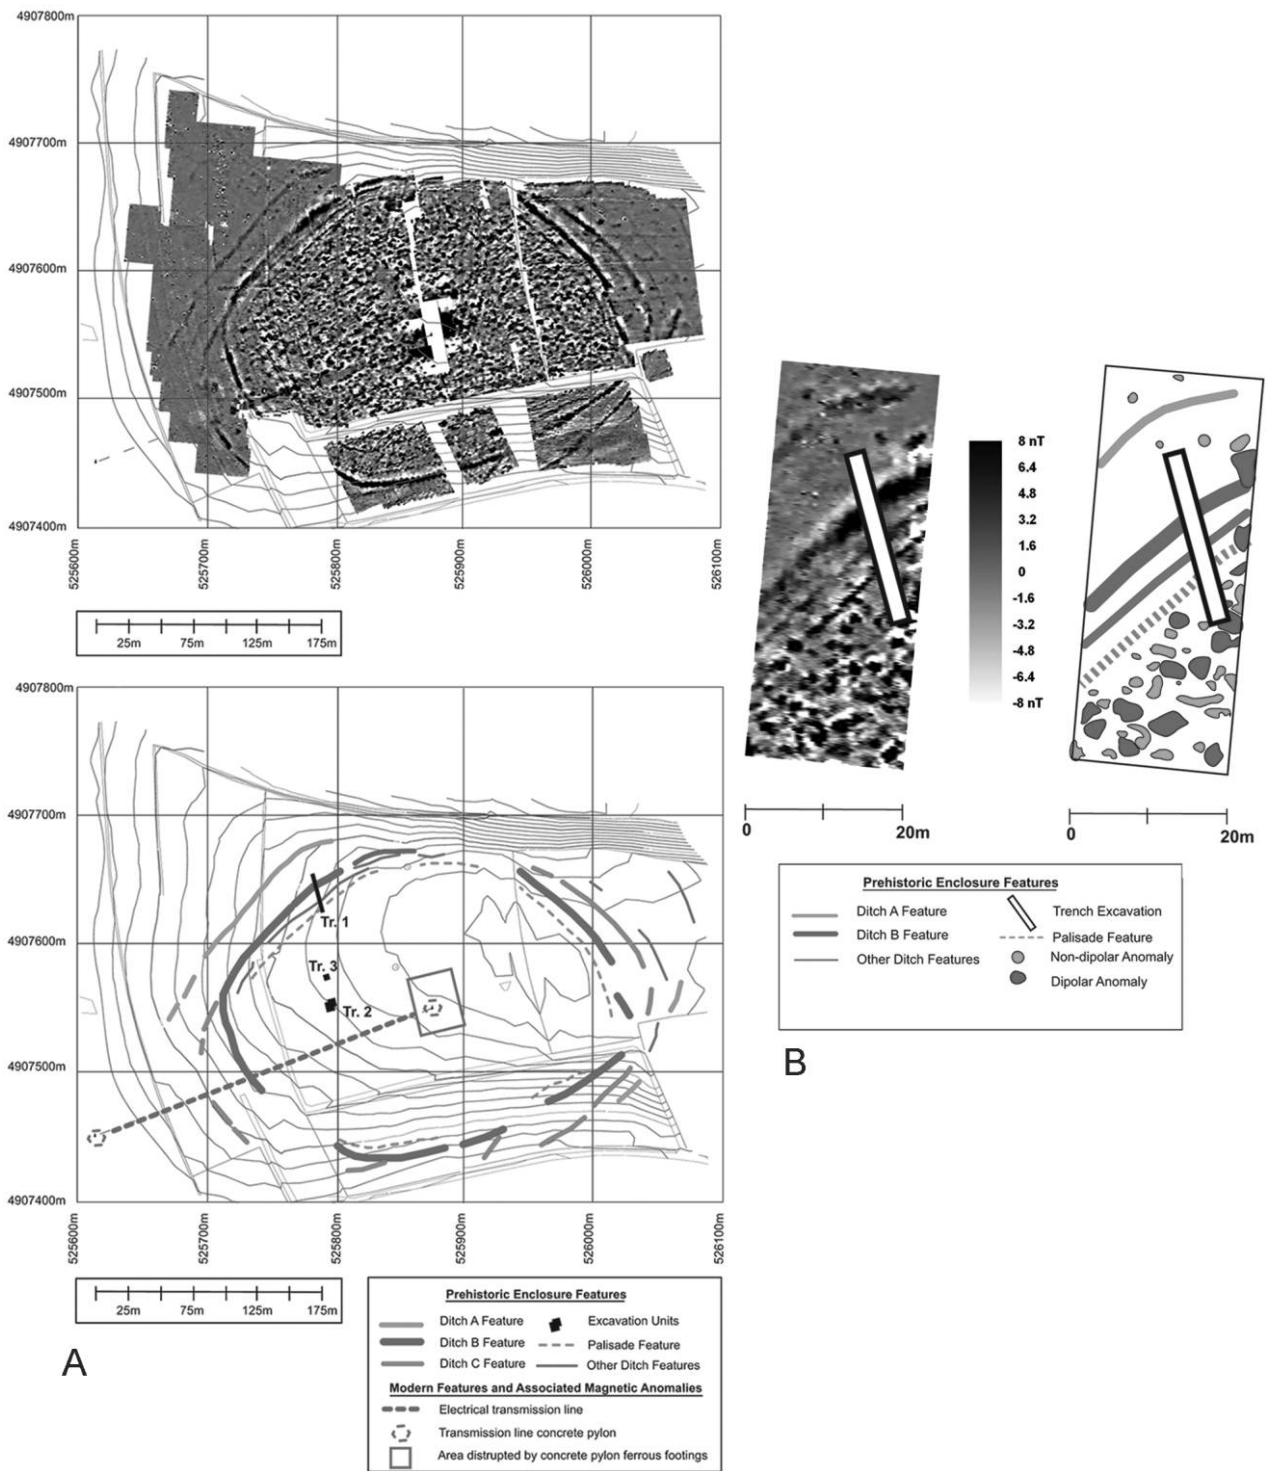 4907800m
4907700m
4907600m
4907500m
4907400m
525600m
525700m
525800m
525900m
526000m
526100m
25m 75m 125m 175m
4907800m
4907700m
4907600m
4907500m
4907400m
Tr. 1
Tr. 3
Tr. 2
525600m
525700m
525800m
525900m
526000m
526100m
25m 75m 125m 175m
A
Prehistoric Enclosure Features
Ditch A Feature
Excavation Units
Ditch B Feature
Palisade Feature
Ditch C Feature
Other Ditch Features
Modern Features and Associated Magnetic Anomalies
Electrical transmission line
Transmission line concrete pylon
Area distrupted by concrete pylon ferrous footings
8 nT
6.4
4.8
3.2
1.6
0
-1.6
-3.2
-4.8
-6.4
-8 nT
0 20m
0 20m
Prehistoric Enclosure Features
Ditch A Feature
Trench Excavation
Ditch B Feature
Palisade Feature
Other Ditch Features
Non-dipolar Anomaly
Dipolar Anomaly
B